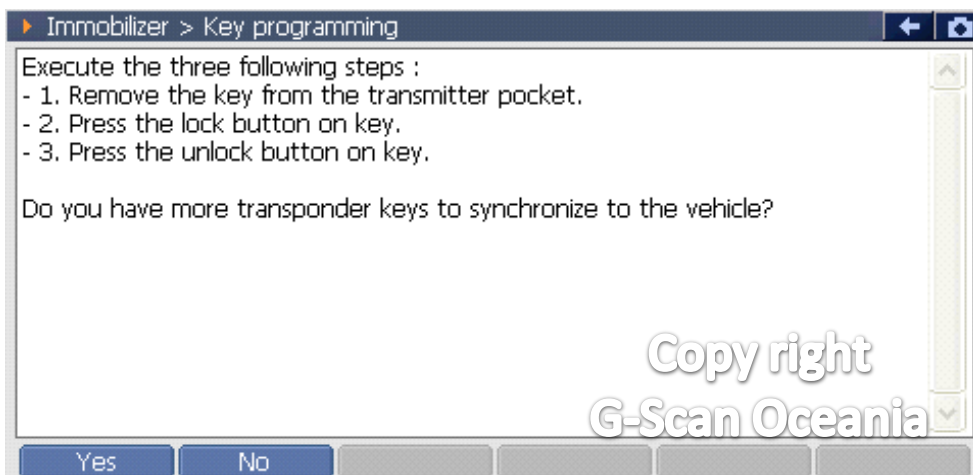 Immobilizer > Key programming
Execute the three following steps :
- 1. Remove the key from the transmitter pocket.
- 2. Press the lock button on key.
- 3. Press the unlock button on key.
Do you have more transponder keys to synchronize to the vehicle?
Copy right
G-Scan Oceania
Yes
No